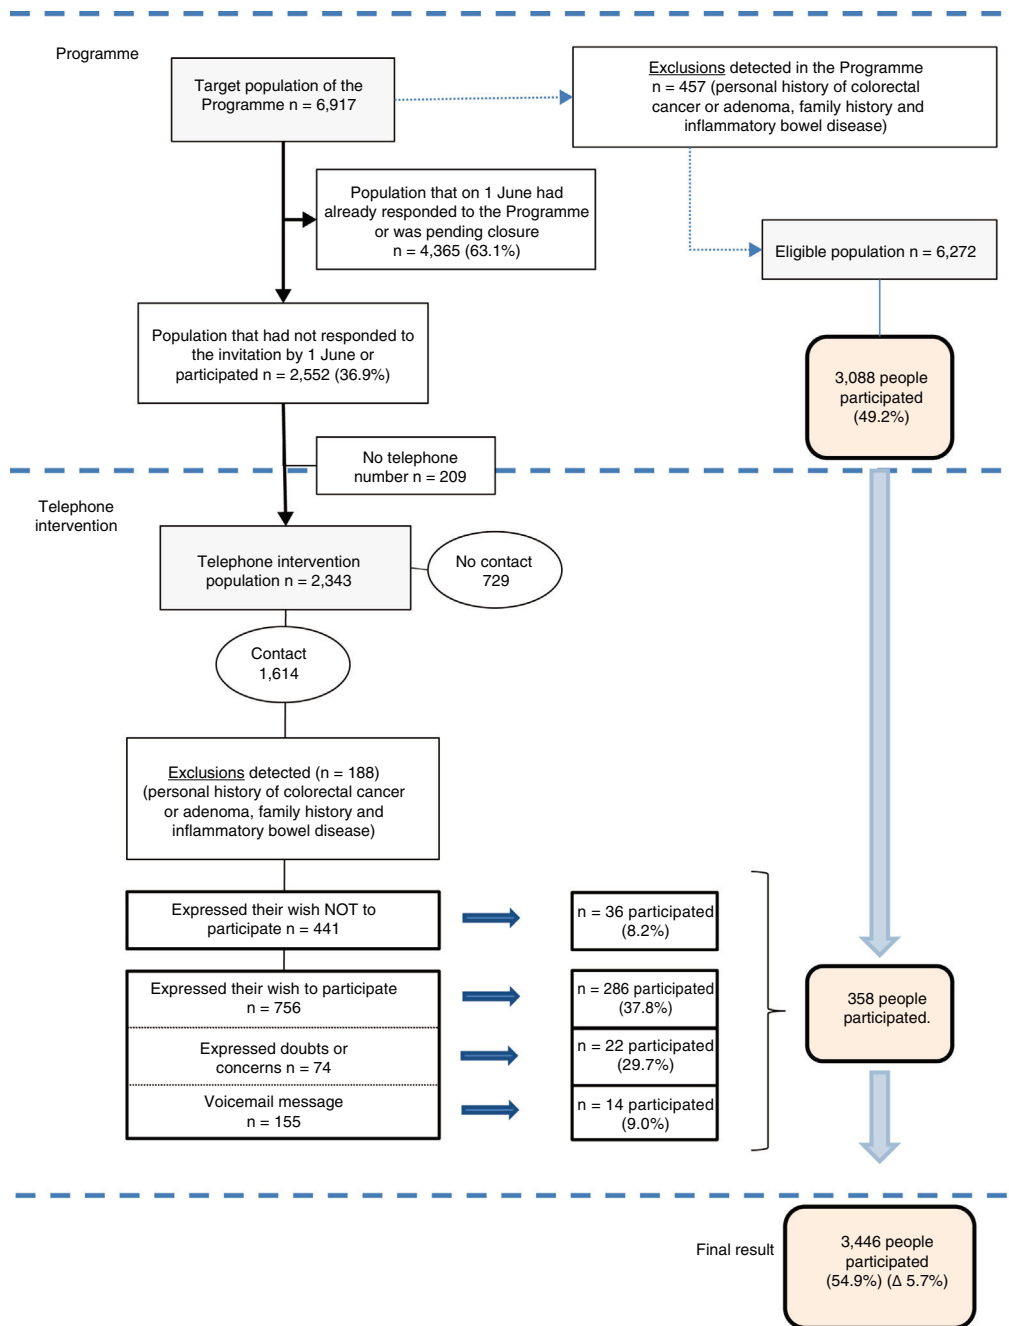 Programme
Target population of the
Programme n = 6,917
Exclusions detected in the Programme
n = 457 (personal history of colorectal
cancer or adenoma, family history and
inflammatory bowel disease)
Population that on 1 June had
already responded to the Programme
or was pending closure
n = 4,365 (63.1%)
Eligible population n = 6,272
Population that had not responded to
the invitation by 1 June or
participated n = 2,552 (36.9%)
3,088 people
participated
(49.2%)
No telephone
number n = 209
Telephone
intervention
Telephone intervention
population n = 2,343
No contact
729
Contact
1,614
Exclusions detected (n = 188)
(personal history of colorectal cancer
or adenoma, family history and
inflammatory bowel disease)
Expressed their wish NOT to
participate n = 441
n = 36 participated
(8.2%)
Expressed their wish to participate
n = 756
n = 286 participated
(37.8%)
Expressed doubts or
concerns n = 74
n = 22 participated
(29.7%)
Voicemail message
n = 155
n = 14 participated
(9.0%)
358 people
participated.
Final result
3,446 people
participated
(54.9%) (Δ 5.7%)